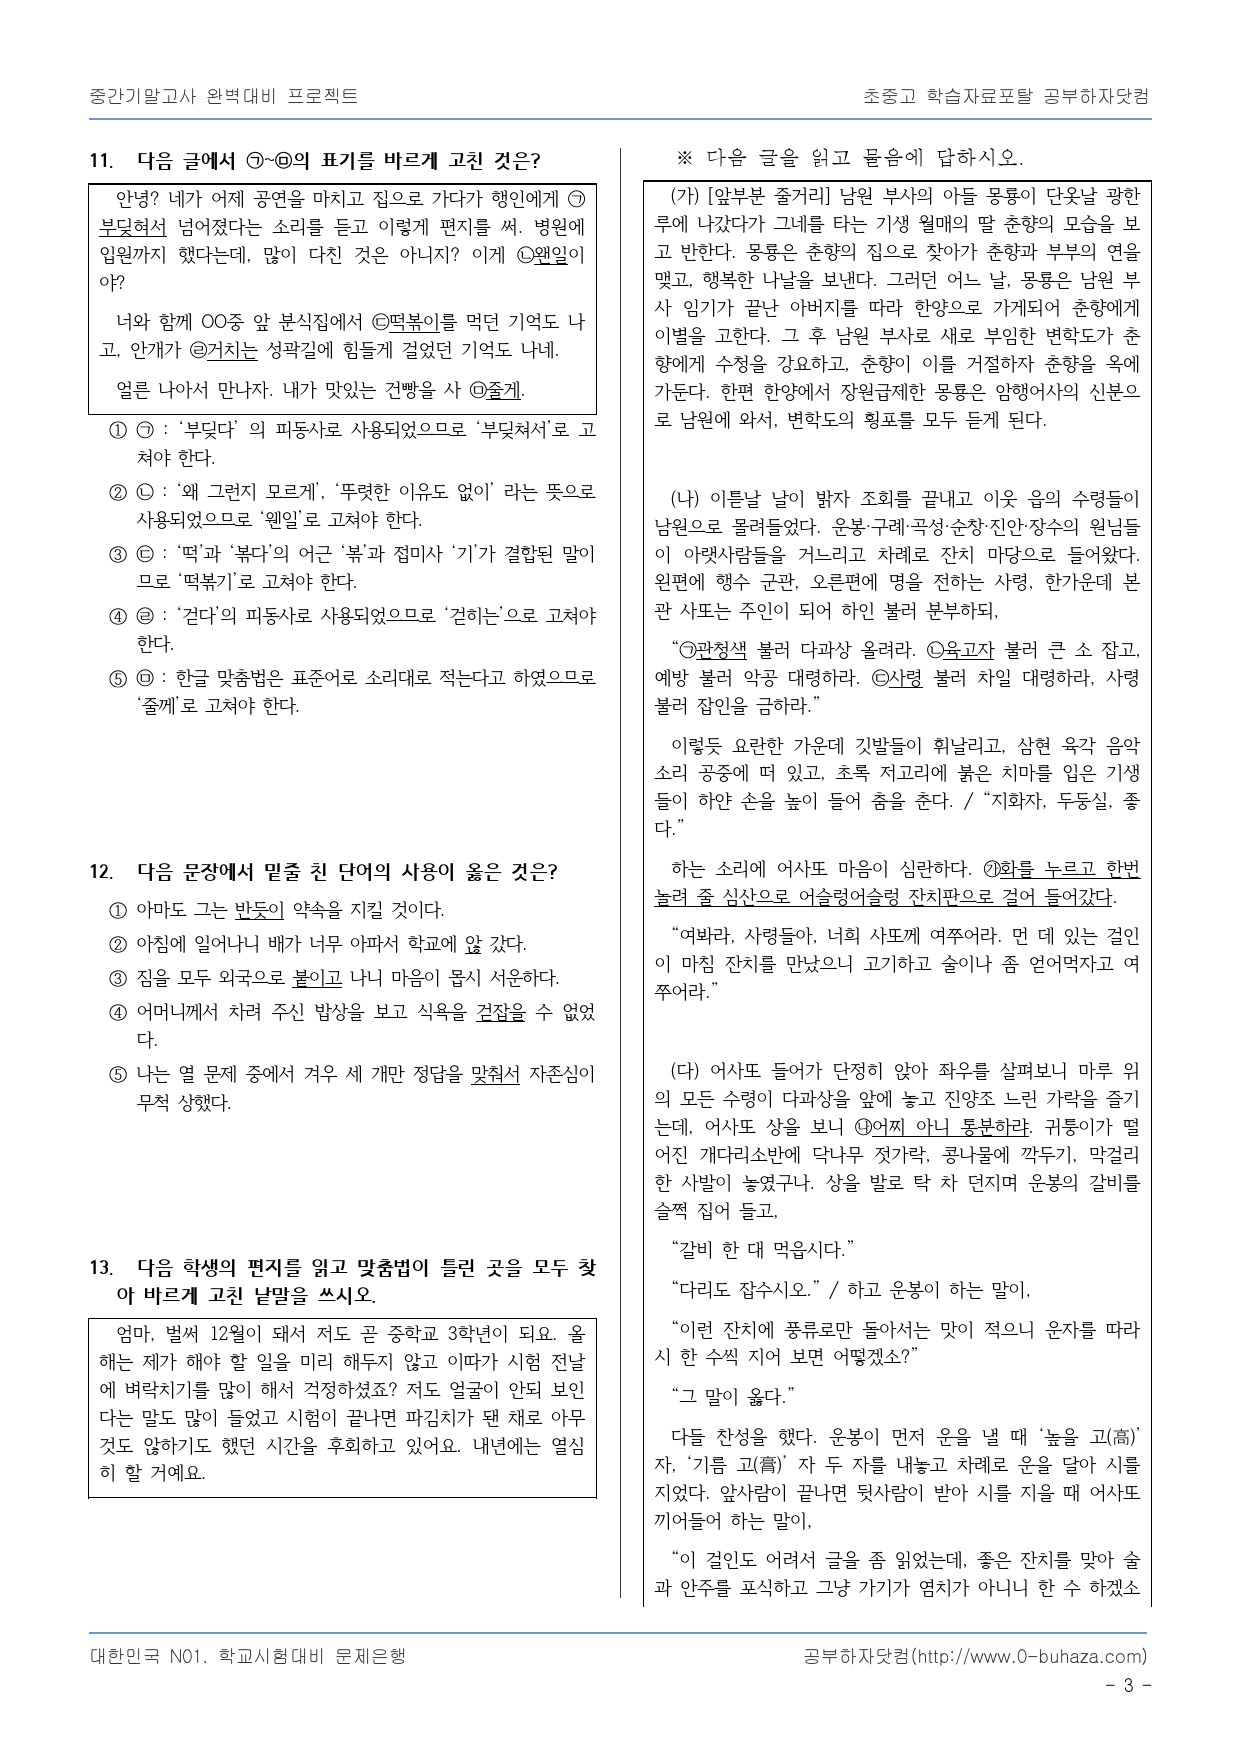 중간기말고사 완벽대비 프로젝트
초중고 학습자료포탈 공부하자닷컴
11. 다음 글에서 ㉠~㉤의 표기를 바르게 고친 것은?
안녕? 네가 어제 공연을 마치고 집으로 가다가 행인에게 ㉠
부딪혀서 넘어졌다는 소리를 듣고 이렇게 편지를 써. 병원에
입원까지 했다는데, 많이 다친 것은 아니지? 이게 ㉡왠일이
야?
너와 함께 OO중 앞 분식집에서 ㉢떡볶이를 먹던 기억도 나
고, 안개가 ㉣거치는 성곽길에 힘들게 걸었던 기억도 나네.
얼른 나아서 만나자. 내가 맛있는 건빵을 사 ㉤줄게.
① ㉠ : ‘부딪다’ 의 피동사로 사용되었으므로 ‘부딪쳐서’로 고
쳐야 한다.
② ㉡ : ‘왜 그런지 모르게’, ‘뚜렷한 이유도 없이’ 라는 뜻으로
사용되었으므로 ‘웬일’로 고쳐야 한다.
③ ㉢ : ‘떡’과 ‘볶다’의 어근 ‘볶’과 접미사 ‘기’가 결합된 말이
므로 ‘떡볶기’로 고쳐야 한다.
④ ㉣ : ‘걷다’의 피동사로 사용되었으므로 ‘걷히는’으로 고쳐야
한다.
⑤ ㉤ : 한글 맞춤법은 표준어로 소리대로 적는다고 하였으므로
‘줄께’로 고쳐야 한다.
12. 다음 문장에서 밑줄 친 단어의 사용이 옳은 것은?
① 아마도 그는 반듯이 약속을 지킬 것이다.
② 아침에 일어나니 배가 너무 아파서 학교에 않 갔다.
③ 짐을 모두 외국으로 붙이고 나니 마음이 몹시 서운하다.
④ 어머니께서 차려 주신 밥상을 보고 식욕을 걷잡을 수 없었
다.
⑤ 나는 열 문제 중에서 겨우 세 개만 정답을 맞춰서 자존심이
무척 상했다.
13. 다음 학생의 편지를 읽고 맞춤법이 틀린 곳을 모두 찾
아 바르게 고친 낱말을 쓰시오.
엄마, 벌써 12월이 돼서 저도 곧 중학교 3학년이 되요. 올
해는 제가 해야 할 일을 미리 해두지 않고 이따가 시험 전날
에 벼락치기를 많이 해서 걱정하셨죠? 저도 얼굴이 안되 보인
다는 말도 많이 들었고 시험이 끝나면 파김치가 됀 채로 아무
것도 않하기도 했던 시간을 후회하고 있어요. 내년에는 열심
히 할 거예요.
※ 다음 글을 읽고 물음에 답하시오.
(가) [앞부분 줄거리] 남원 부사의 아들 몽룡이 단옷날 광한
루에 나갔다가 그네를 타는 기생 월매의 딸 춘향의 모습을 보
고 반한다. 몽룡은 춘향의 집으로 찾아가 춘향과 부부의 연을
맺고, 행복한 나날을 보낸다. 그러던 어느 날, 몽룡은 남원 부
사 임기가 끝난 아버지를 따라 한양으로 가게되어 춘향에게
이별을 고한다. 그 후 남원 부사로 새로 부임한 변학도가 춘
향에게 수청을 강요하고, 춘향이 이를 거절하자 춘향을 옥에
가둔다. 한편 한양에서 장원급제한 몽룡은 암행어사의 신분으
로 남원에 와서, 변학도의 횡포를 모두 듣게 된다.
(나) 이튿날 날이 밝자 조회를 끝내고 이웃 읍의 수령들이
남원으로 몰려들었다. 운봉·구례·곡성·순창·진안·장수의 원님들
이 아랫사람들을 거느리고 차례로 잔치 마당으로 들어왔다.
왼편에 행수 군관, 오른편에 명을 전하는 사령, 한가운데 본
관 사또는 주인이 되어 하인 불러 분부하되,
“㉠관청색 불러 다과상 올려라. ㉡육고자 불러 큰 소 잡고,
예방 불러 악공 대령하라. ㉢사령 불러 차일 대령하라, 사령
불러 잡인을 금하라.”
이렇듯 요란한 가운데 깃발들이 휘날리고, 삼현 육각 음악
소리 공중에 떠 있고, 초록 저고리에 붉은 치마를 입은 기생
들이 하얀 손을 높이 들어 춤을 춘다. / “지화자, 두둥실, 좋
다.”
하는 소리에 어사또 마음이 심란하다. ㉮화를 누르고 한번
놀려 줄 심산으로 어슬렁어슬렁 잔치판으로 걸어 들어갔다.
“여봐라, 사령들아, 너희 사또께 여쭈어라. 먼 데 있는 걸인
이 마침 잔치를 만났으니 고기하고 술이나 좀 얻어먹자고 여
쭈어라.”
(다) 어사또 들어가 단정히 앉아 좌우를 살펴보니 마루 위
의 모든 수령이 다과상을 앞에 놓고 진양조 느린 가락을 즐기
는데, 어사또 상을 보니 ㉯어찌 아니 통분하랴. 귀퉁이가 떨
어진 개다리소반에 닥나무 젓가락, 콩나물에 깍두기, 막걸리
한 사발이 놓였구나. 상을 발로 탁 차 던지며 운봉의 갈비를
슬쩍 집어 들고,
“갈비 한 대 먹읍시다.”
“다리도 잡수시오.” / 하고 운봉이 하는 말이,
“이런 잔치에 풍류로만 돌아서는 맛이 적으니 운자를 따라
시 한 수씩 지어 보면 어떻겠소?”
“그 말이 옳다.”
다들 찬성을 했다. 운봉이 먼저 운을 낼 때 ‘높을 고(高)’
자, ‘기름 고(膏)’ 자 두 자를 내놓고 차례로 운을 달아 시를
지었다. 앞사람이 끝나면 뒷사람이 받아 시를 지을 때 어사또
끼어들어 하는 말이,
“이 걸인도 어려서 글을 좀 읽었는데, 좋은 잔치를 맞아 술
과 안주를 포식하고 그냥 가기가 염치가 아니니 한 수 하겠소
대한민국 N01. 학교시험대비 문제은행
공부하자닷컴(http://www.0-buhaza.com)
- 3 -